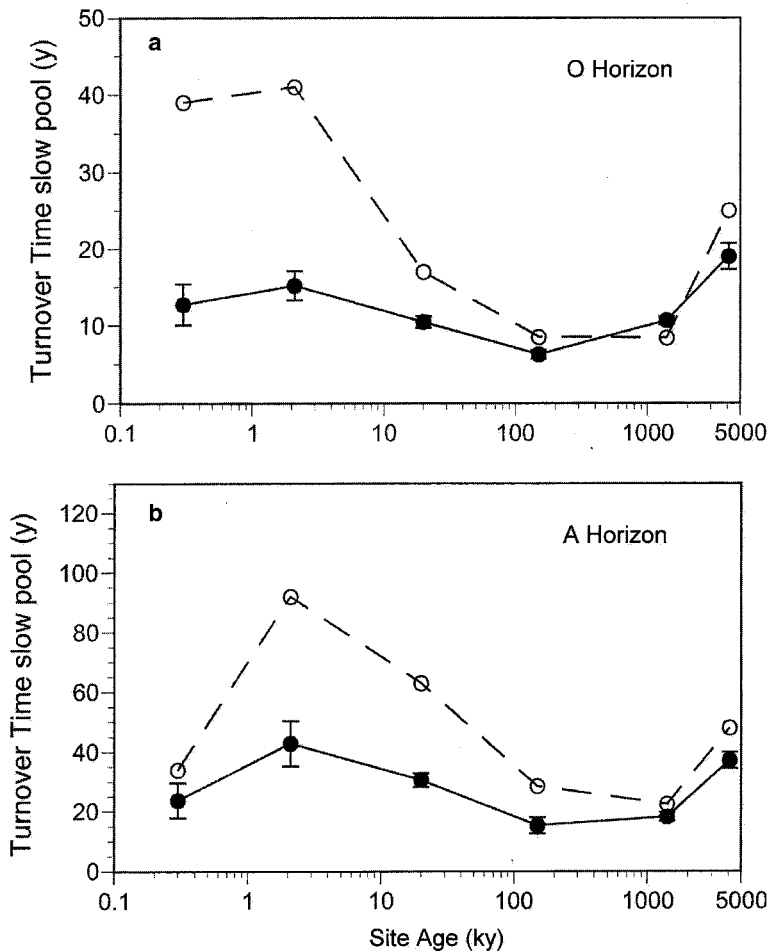 a
O Horizon
Turnover Time slow pool (y)
50
40
30
20
10
0
0.1 1 10 100 1000 5000
b
A Horizon
Turnover Time slow pool (y)
120
100
80
60
40
20
0
0.1 1 10 100 1000 5000
Site Age (ky)